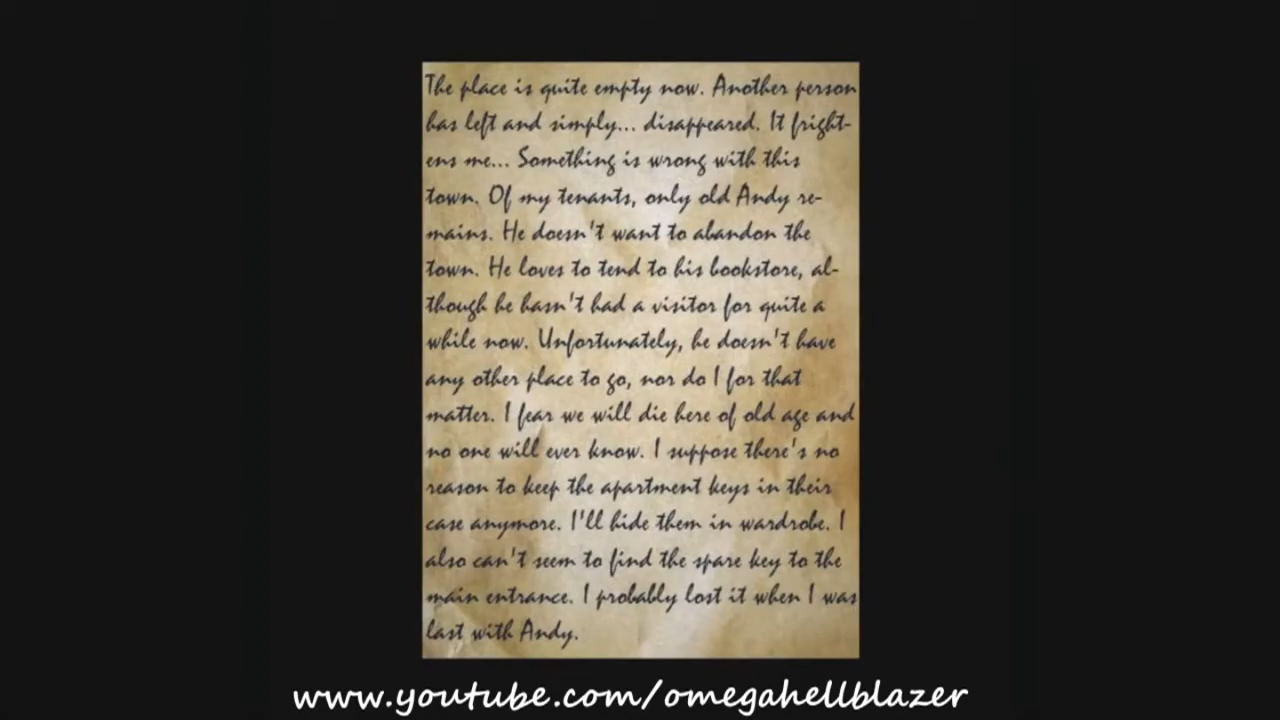 The place is quite empty now. Another person
has left and simply... disappeared. It fright-
ens me... Something is wrong with this
town. Of my tenants, only old Andy re-
mains. He doesn't want to abandon the
town. He loves to tend to his bookstore, al-
though he hasn't had a visitor for quite a
while now. Unfortunately, he doesn't have
any other place to go, nor do I for that
matter. I fear we will die here of old age and
no one will ever know. I suppose there's no
reason to keep the apartment keys in their
case anymore. I'll hide them in wardrobe. I
also can't seem to find the spare key to the
main entrance. I probably lost it when I was
last with Andy.
www.youtube.com/omegahellblazer